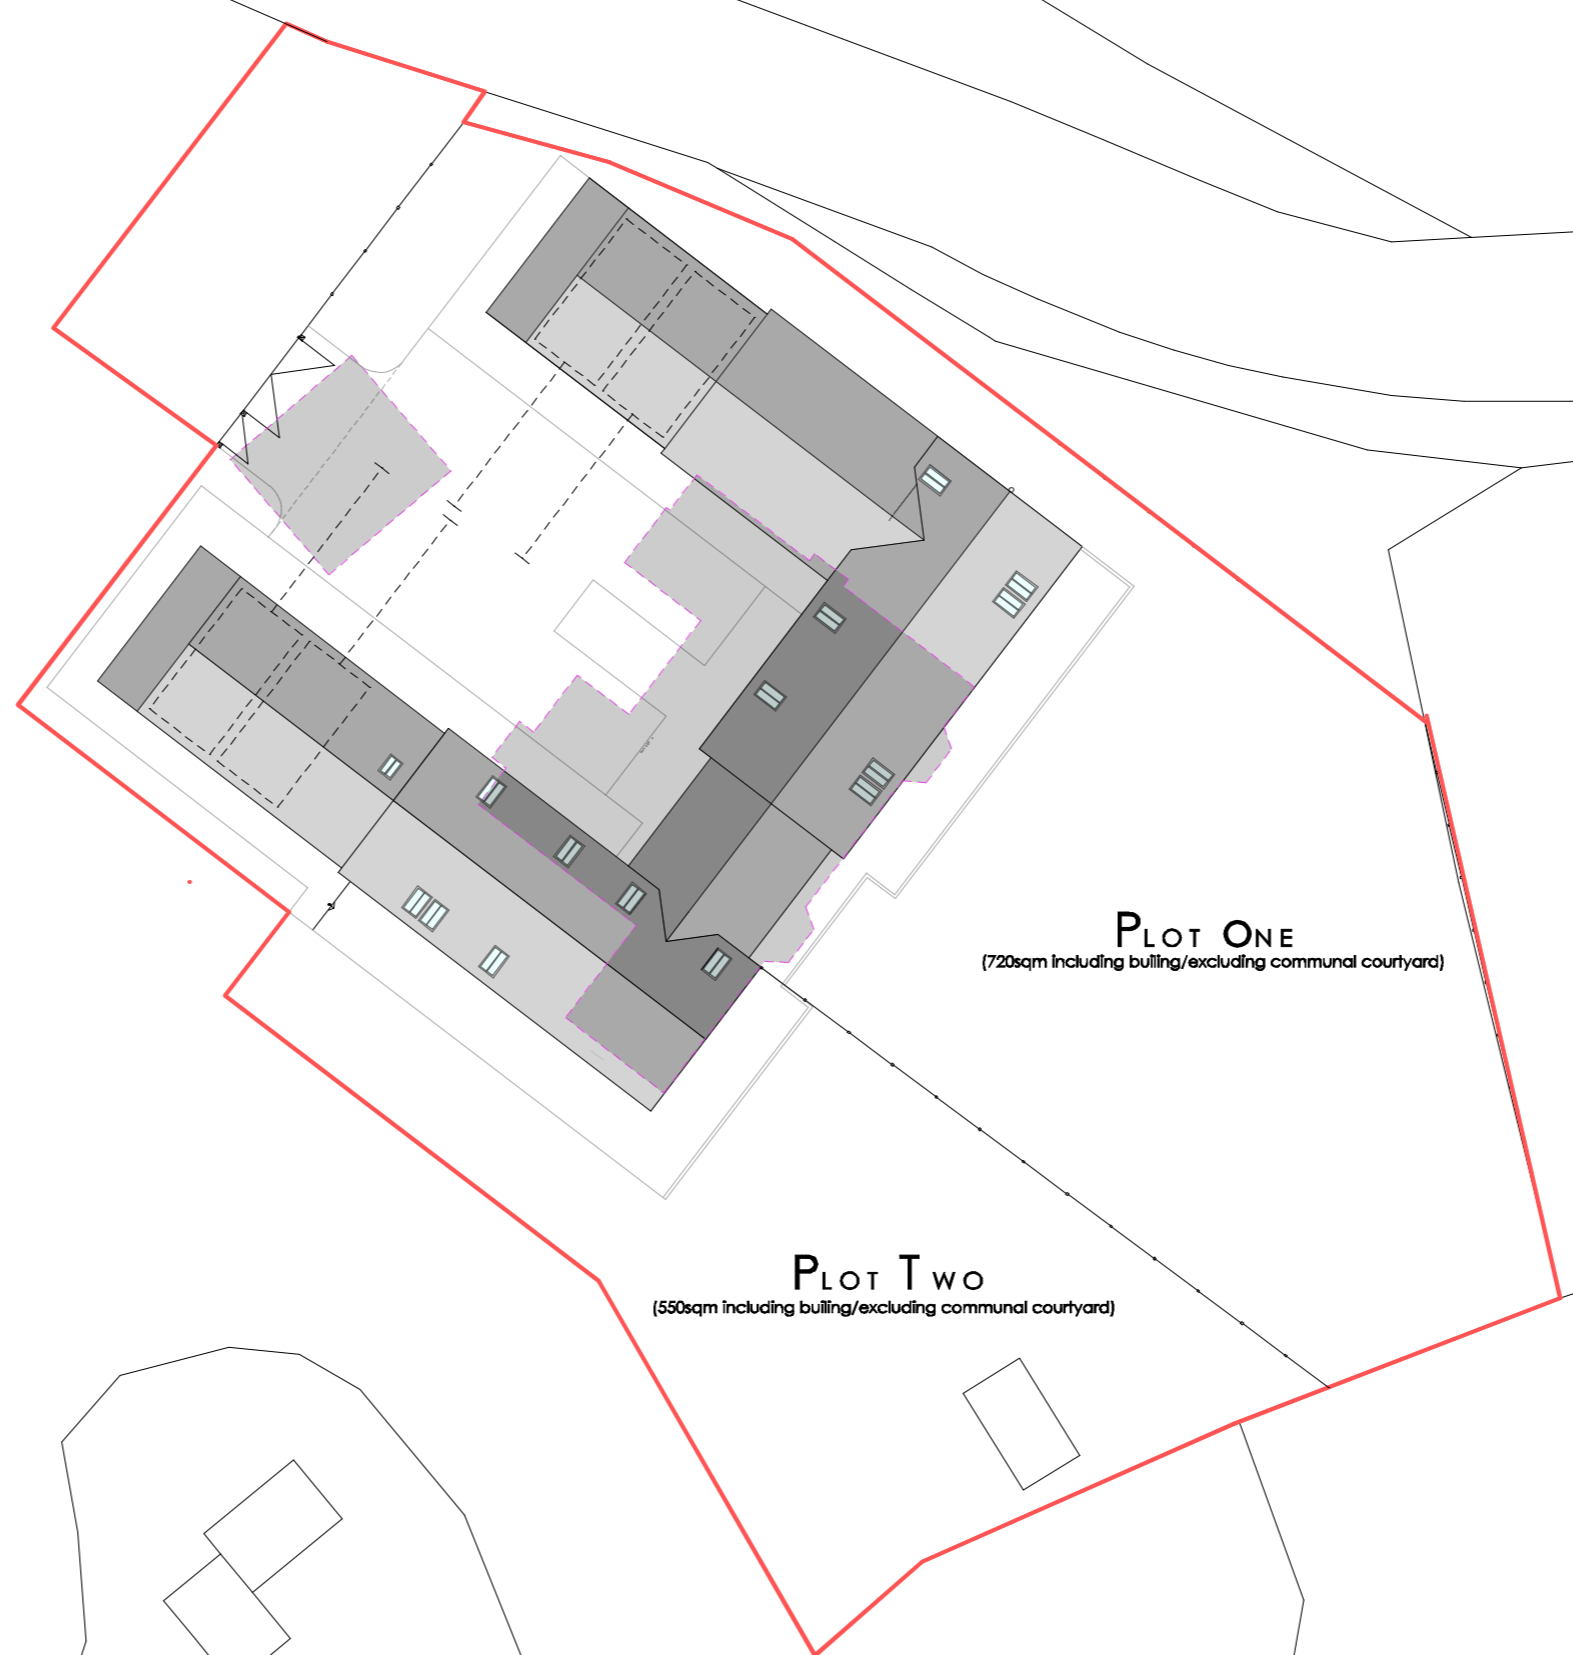 PLOT ONE
(720sqm including builing/excluding communal courtyard)
PLOT TWO
(550sqm including builing/excluding communal courtyard)